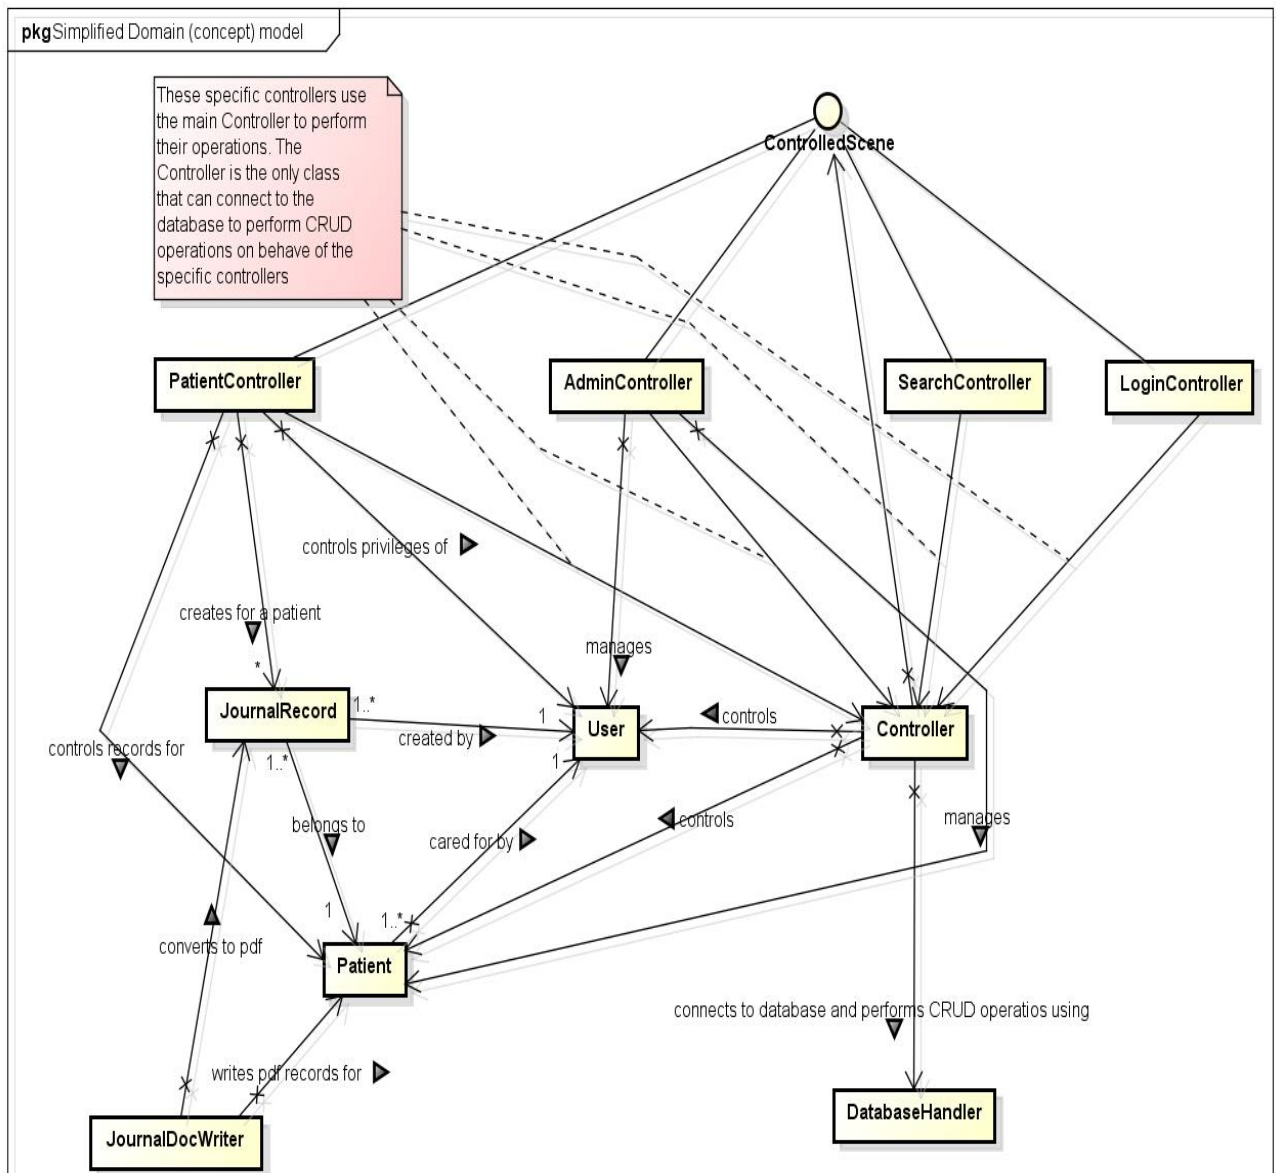 pkg Simplified Domain (concept) model
These specific controllers use
the main Controller to perform
their operations. The
Controller is the only class
that can connect to the
database to perform CRUD
operations on behave of the
specific controllers
ControlledScene
PatientController
AdminController
SearchController
LoginController
controls privileges of
creates for a patient
manages
*
JournalRecord
1..*
1
User
controls
Controller
created by
controls records for
1..*
1
belongs to
cared for by
controls
manages
1
1..*
converts to pdf
Patient
connects to database and performs CRUD operatios using
writes pdf records for
JournalDocWriter
DatabaseHandler